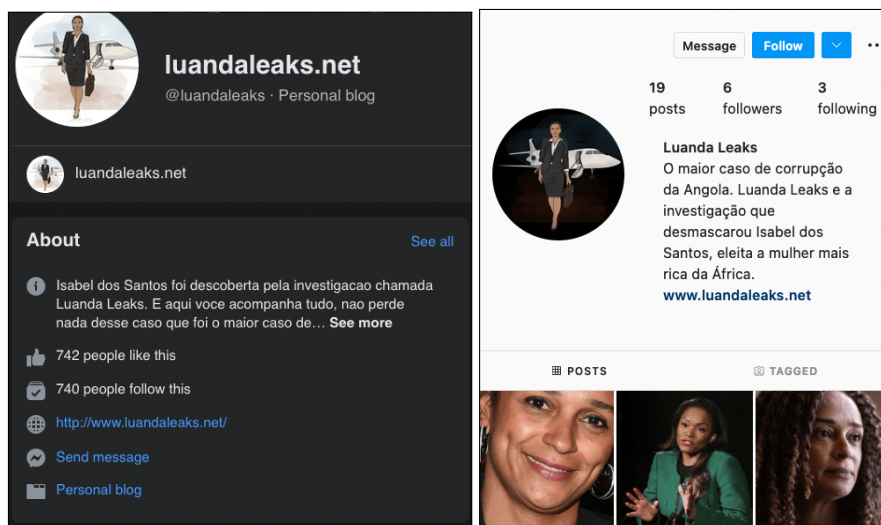 luandaleaks.net
@luandaleaks · Personal blog
luandaleaks.net
About
See all
Isabel dos Santos foi descoberta pela investigacao chamada
Luanda Leaks. E aqui voce acompanha tudo, nao perde
nada desse caso que foi o maior caso de… See more
742 people like this
740 people follow this
http://www.luandaleaks.net/
Send message
Personal blog
Message
Follow
19 6 3
posts followers following
Luanda Leaks
O maior caso de corrupção
da Angola. Luanda Leaks e a
investigação que
desmascarou Isabel dos
Santos, eleita a mulher mais
rica da África.
www.luandaleaks.net
POSTS
TAGGED